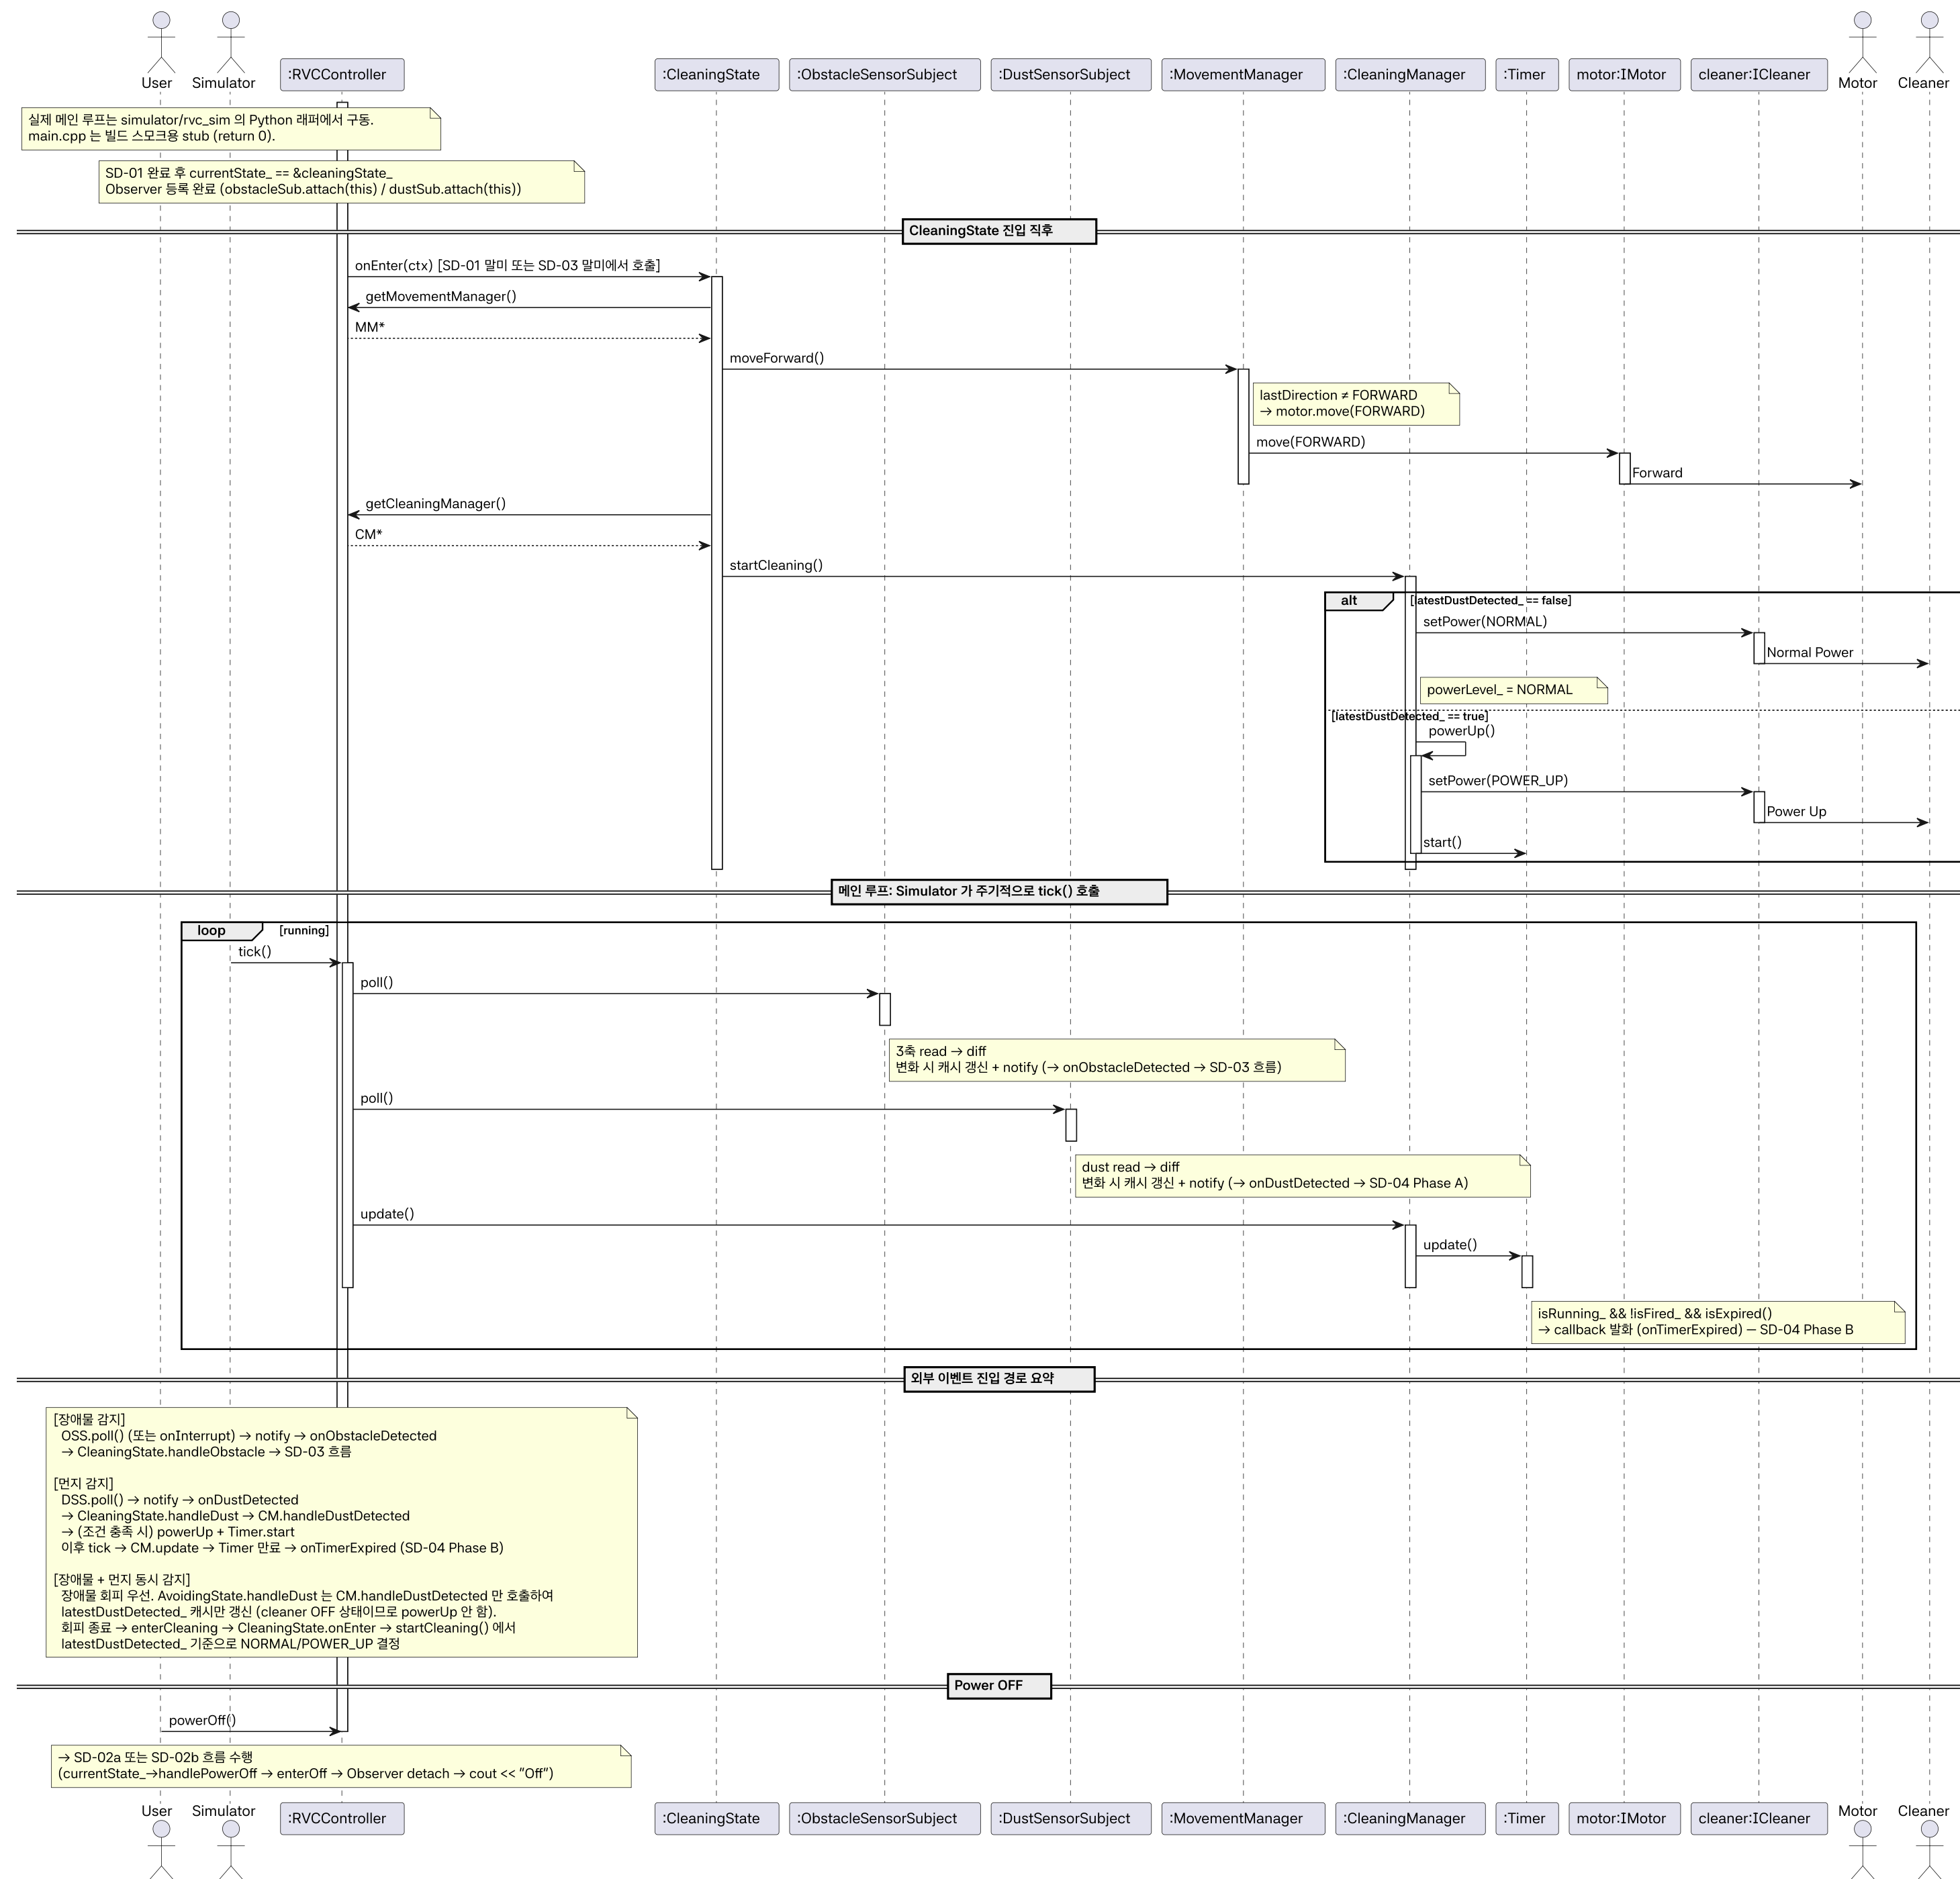 User
Simulator
:RVCController
:CleaningState
:ObstacleSensorSubject
:DustSensorSubject
:MovementManager
:CleaningManager
:Timer
motor:IMotor
cleaner:ICleaner
Motor
Cleaner
실제 메인 루프는 simulator/rvc_sim 의 Python 래퍼에서 구동.
main.cpp 는 빌드 스모크용 stub (return 0).
SD-01 완료 후 currentState_ == &cleaningState_
Observer 등록 완료 (obstacleSub.attach(this) / dustSub.attach(this))
CleaningState 진입 직후
onEnter(ctx) [SD-01 말미 또는 SD-03 말미에서 호출]
getMovementManager()
MM*
moveForward()
lastDirection ≠ FORWARD
→ motor.move(FORWARD)
move(FORWARD)
Forward
getCleaningManager()
CM*
startCleaning()
alt
[latestDustDetected_ == false]
setPower(NORMAL)
Normal Power
powerLevel_ = NORMAL
[latestDustDetected_ == true]
powerUp()
setPower(POWER_UP)
Power Up
start()
메인 루프: Simulator 가 주기적으로 tick() 호출
loop
[running]
tick()
poll()
3축 read → diff
변화 시 캐시 갱신 + notify (→ onObstacleDetected → SD-03 흐름)
poll()
dust read → diff
변화 시 캐시 갱신 + notify (→ onDustDetected → SD-04 Phase A)
update()
update()
isRunning_ && !isFired_ && isExpired()
→ callback 발화 (onTimerExpired) — SD-04 Phase B
외부 이벤트 진입 경로 요약
[장애물 감지]
OSS.poll() (또는 onInterrupt) → notify → onObstacleDetected
→ CleaningState.handleObstacle → SD-03 흐름
[먼지 감지]
DSS.poll() → notify → onDustDetected
→ CleaningState.handleDust → CM.handleDustDetected
→ (조건 충족 시) powerUp + Timer.start
이후 tick → CM.update → Timer 만료 → onTimerExpired (SD-04 Phase B)
[장애물 + 먼지 동시 감지]
장애물 회피 우선. AvoidingState.handleDust 는 CM.handleDustDetected 만 호출하여
latestDustDetected_ 캐시만 갱신 (cleaner OFF 상태이므로 powerUp 안 함).
회피 종료 → enterCleaning → CleaningState.onEnter → startCleaning() 에서
latestDustDetected_ 기준으로 NORMAL/POWER_UP 결정
Power OFF
powerOff()
→ SD-02a 또는 SD-02b 흐름 수행
(currentState_→handlePowerOff → enterOff → Observer detach → cout << "Off")
User
Simulator
:RVCController
:CleaningState
:ObstacleSensorSubject
:DustSensorSubject
:MovementManager
:CleaningManager
:Timer
motor:IMotor
cleaner:ICleaner
Motor
Cleaner